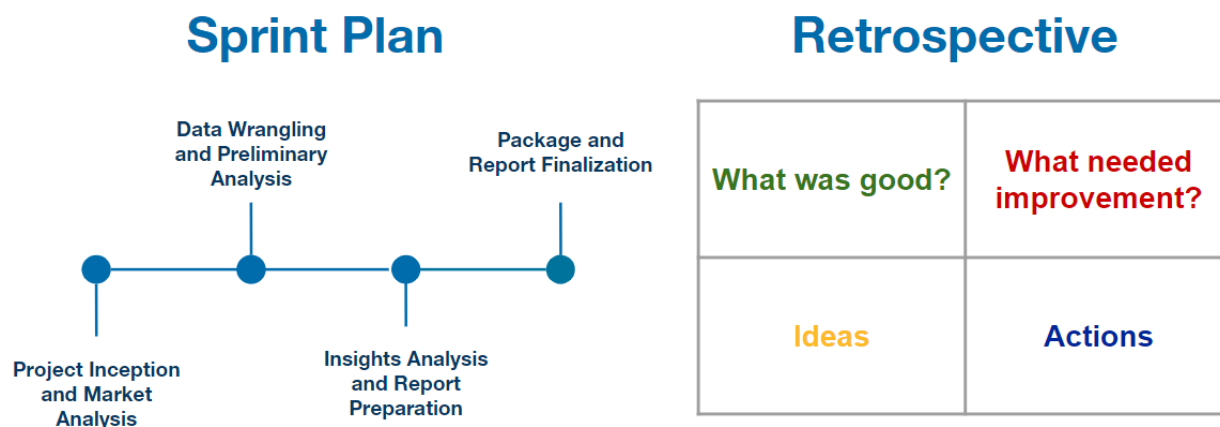 Sprint Plan
Data Wrangling
and Preliminary
Analysis
Package and
Report Finalization
Project Inception
and Market
Analysis
Insights Analysis
and Report
Preparation
Retrospective
What was good?
What needed
improvement?
Ideas
Actions